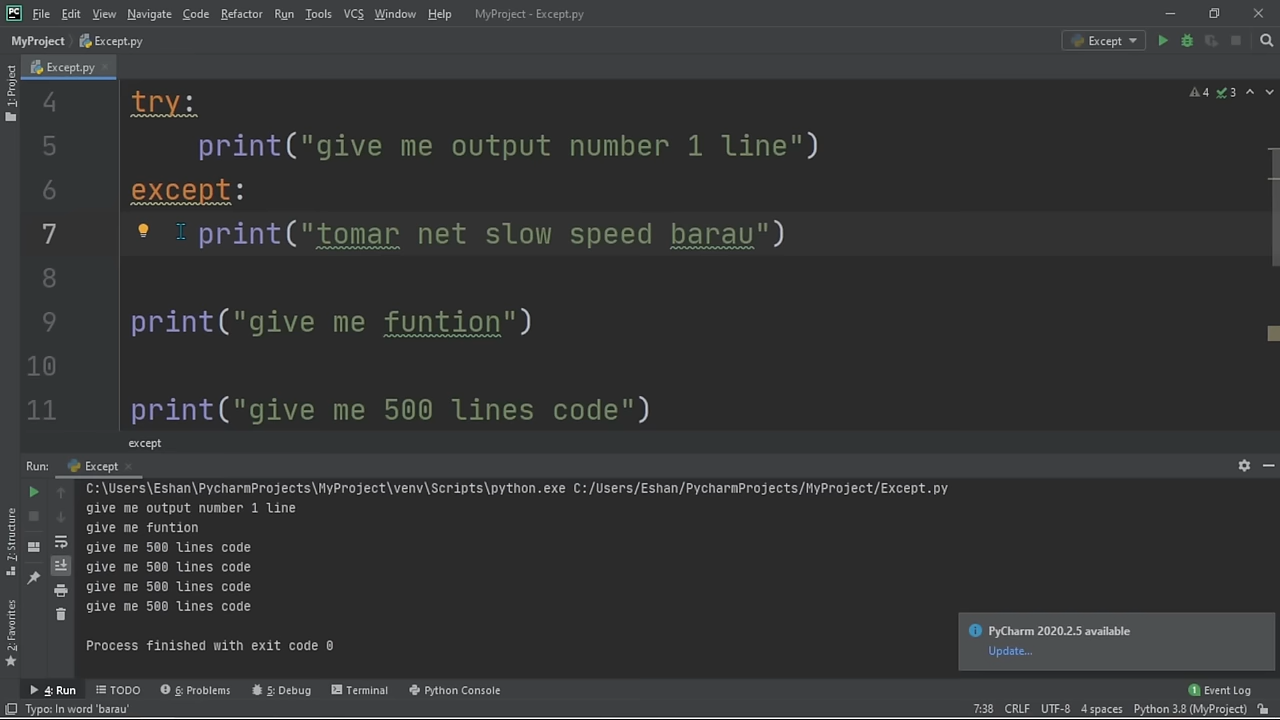 File Edit View Navigate Code Refactor Run Tools VCS Window Help MyProject - Except.py
MyProject Except.py Except
Except.py
1: Project
4 try:
4 3
5 print("give me output number 1 line")
6 except:
7 print("tomar net slow speed barau")
8
9 print("give me funtion")
10
11 print("give me 500 lines code")
except
Run: Except
C:\Users\Eshan\PycharmProjects\MyProject\venv\Scripts\python.exe C:/Users/Eshan/PycharmProjects/MyProject/Except.py
give me output number 1 line
give me funtion
give me 500 lines code
give me 500 lines code
give me 500 lines code
give me 500 lines code
Process finished with exit code 0
Z: Structure
2: Favorites
PyCharm 2020.2.5 available
Update...
4: Run TODO 6: Problems 5: Debug Terminal Python Console 1 Event Log
Typo: In word 'barau' 7:38 CRLF UTF-8 4 spaces Python 3.8 (MyProject)